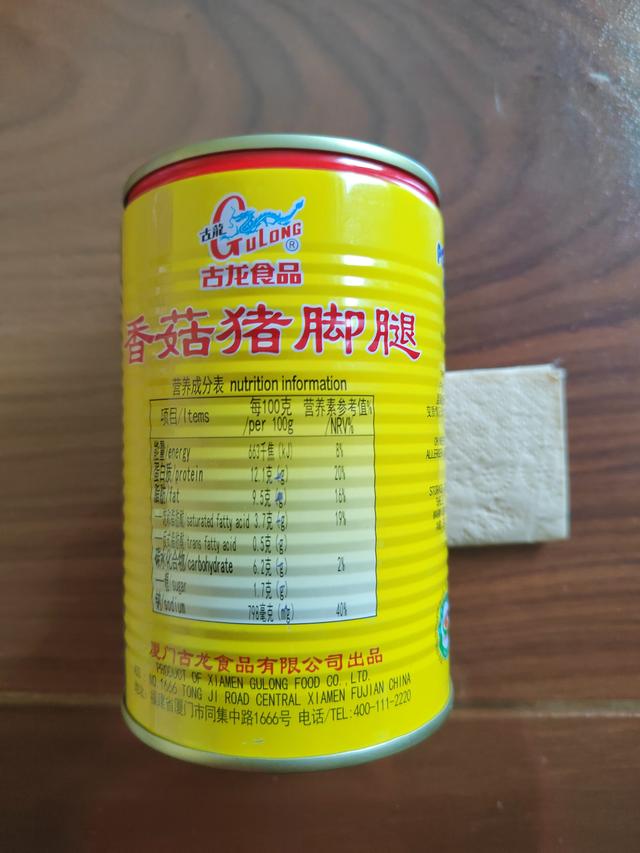 古龍
GULONG®
古龙食品
香菇猪脚腿
营养成分表 nutrition information
项目/Items 每100克/per 100g 营养素参考值%/NRV%
能量/energy 663千焦(kJ) 8%
蛋白质/protein 12.1克(g) 20%
脂肪/fat 9.5克(g) 16%
saturated fatty acid 3.7克(g) 19%
trans fatty acid 0.5克(g)
碳水化合物/carbohydrate 6.2克(g) 2%
—糖/sugar 1.7克(g)
钠/sodium 798毫克(mg) 40%
厦门古龙食品有限公司出品
PRODUCT OF XIAMEN GULONG FOOD CO.,LTD.
NO.1666 TONG JI ROAD CENTRAL XIAMEN FUJIAN CHINA
福建省厦门市同集中路1666号 电话/TEL:400-111-2220